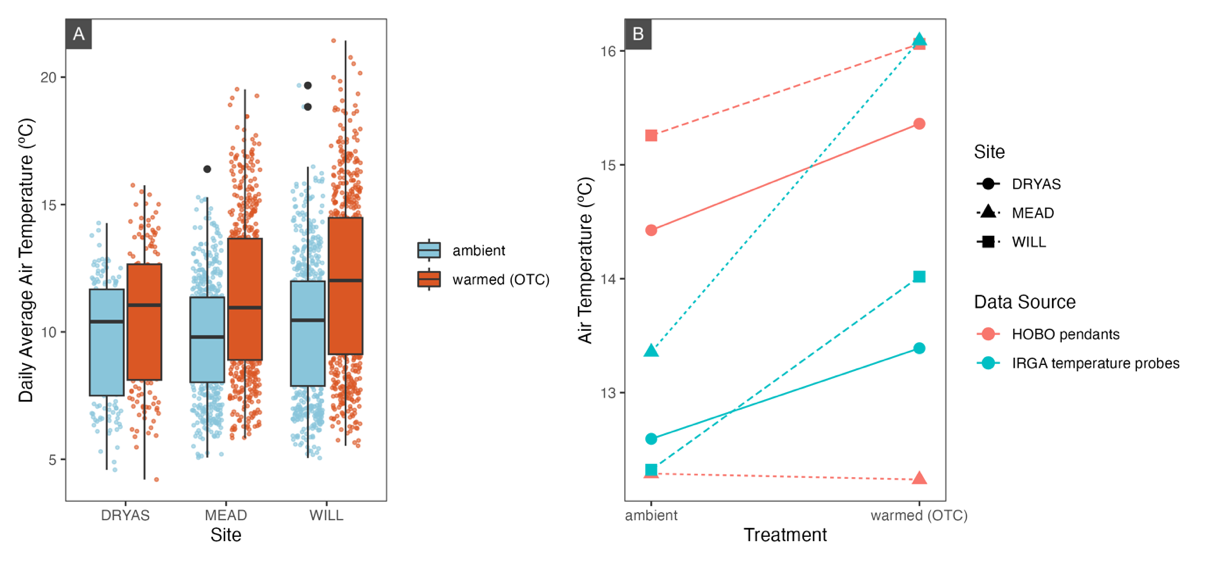 A
Daily Average Air Temperature (ºC)
20
15
10
5
DRYAS
MEAD
WILL
Site
ambient
warmed (OTC)
B
Air Temperature (ºC)
16
15
14
13
ambient
warmed (OTC)
Treatment
Site
DRYAS
MEAD
WILL
Data Source
HOBO pendants
IRGA temperature probes